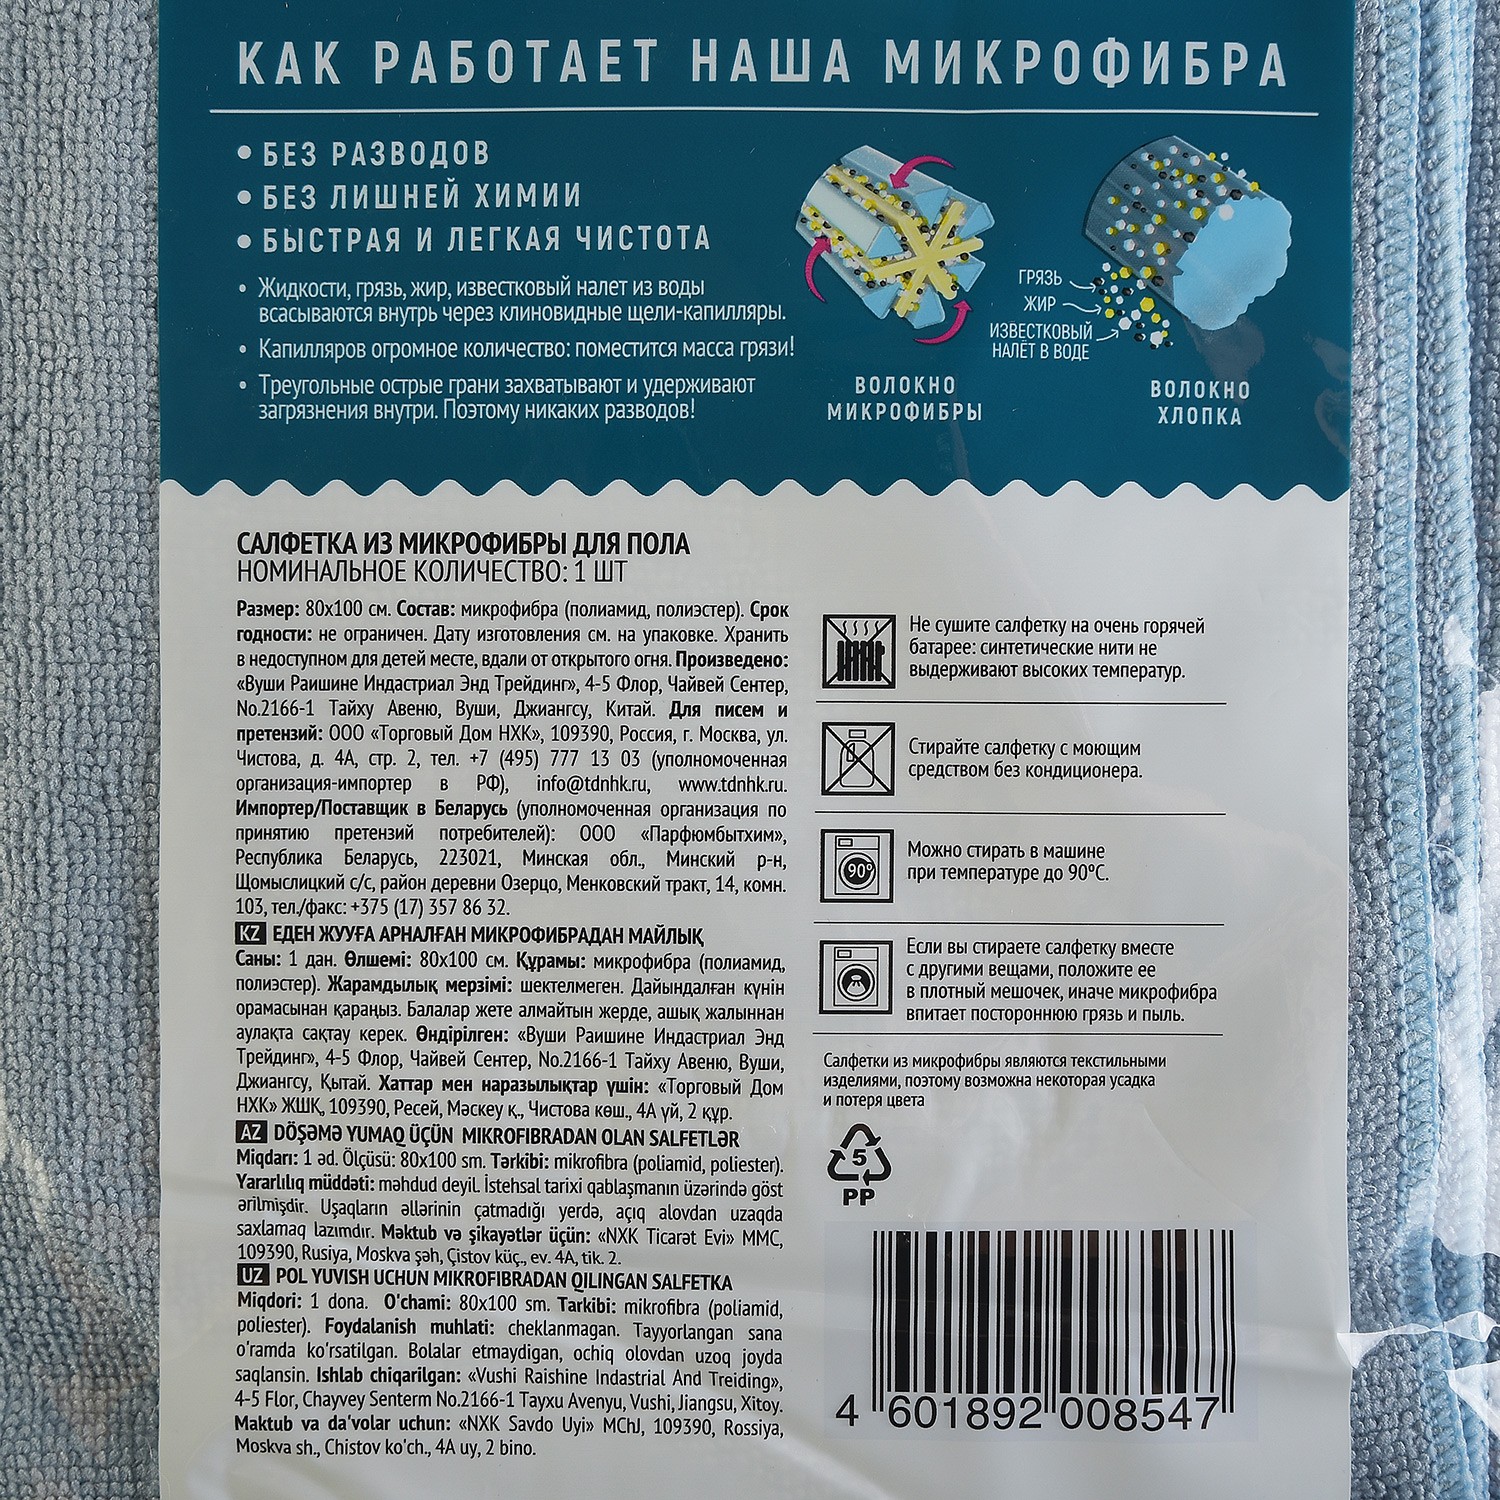 КАК РАБОТАЕТ НАША МИКРОФИБРА
• БЕЗ РАЗВОДОВ
• БЕЗ ЛИШНЕЙ ХИМИИ
• БЫСТРАЯ И ЛЕГКАЯ ЧИСТОТА
• Жидкости, грязь, жир, известковый налет из воды
всасываются внутрь через клиновидные щели-капилляры.
• Капилляров огромное количество: поместится масса грязи!
• Треугольные острые грани захватывают и удерживают
загрязнения внутри. Поэтому никаких разводов!
ВОЛОКНО
МИКРОФИБРЫ
ГРЯЗЬ
ЖИР
ИЗВЕСТКОВЫЙ
НАЛЁТ В ВОДЕ
ВОЛОКНО
ХЛОПКА
САЛФЕТКА ИЗ МИКРОФИБРЫ ДЛЯ ПОЛА
НОМИНАЛЬНОЕ КОЛИЧЕСТВО: 1 ШТ
Размер: 80x100 см. Состав: микрофибра (полиамид, полиэстер). Срок
годности: не ограничен. Дату изготовления см. на упаковке. Хранить
в недоступном для детей месте, вдали от открытого огня. Произведено:
«Вуши Раишине Индастриал Энд Трейдинг», 4-5 Флор, Чайвей Сентер,
No.2166-1 Тайху Авеню, Вуши, Джиангсу, Китай. Для писем и
претензий: ООО «Торговый Дом НХК», 109390, Россия, г. Москва, ул.
Чистова, д. 4А, стр. 2, тел. +7 (495) 777 13 03 (уполномоченная
организация-импортер в РФ), info@tdnhk.ru, www.tdnhk.ru.
Импортер/Поставщик в Беларусь (уполномоченная организация по
принятию претензий потребителей): ООО «Парфюмбытхим»,
Республика Беларусь, 223021, Минская обл., Минский р-н,
Щомыслицкий с/с, район деревни Озерцо, Менковский тракт, 14, комн.
103, тел./факс: +375 (17) 357 86 32.
KZ ЕДЕН ЖУУҒА АРНАЛҒАН МИКРОФИБРАДАН МАЙЛЫҚ
Саны: 1 дан. Өлшемі: 80x100 см. Құрамы: микрофибра (полиамид,
полиэстер). Жарамдылық мерзімі: шектелмеген. Дайындалған күнін
орамасынан қараңыз. Балалар жете алмайтын жерде, ашық жалыннан
аулақта сақтау керек. Өндірілген: «Вуши Раишине Индастриал Энд
Трейдинг», 4-5 Флор, Чайвей Сентер, No.2166-1 Тайху Авеню, Вуши,
Джиангсу, Қытай. Хаттар мен наразылықтар үшін: «Торговый Дом
НХК» ЖШК, 109390, Ресей, Мәскеу қ., Чистова көш., 4А үй, 2 құр.
AZ DÖŞƏMƏ YUMAQ ÜÇÜN MIKROFIBRADAN OLAN SALFETLƏR
Miqdarı: 1 əd. Ölçüsü: 80x100 sm. Tərkibi: mikrofibra (poliamid, poliester).
Yararlılıq müddəti: məhdud deyil. İstehsal tarixi qablaşmanın üzərində göst
ərilmişdir. Uşaqların əllərinin çatmadığı yerdə, açıq alovdan uzaqda
saxlamaq lazımdır. Məktub və şikayətlər üçün: «NXK Ticarət Evi» MMC,
109390, Rusiya, Moskva şəh, Çistov küç., ev. 4A, tik. 2.
UZ POL YUVISH UCHUN MIKROFIBRADAN QILINGAN SALFETKA
Miqdori: 1 dona. O'chami: 80x100 sm. Tarkibi: mikrofibra (poliamid,
poliester). Foydalanish muhlati: cheklanmagan. Tayyorlangan sana
o'ramda ko'rsatilgan. Bolalar etmaydigan, ochiq olovdan uzoq joyda
saqlansin. Ishlab chiqarilgan: «Vushi Raishine Indastrial And Treiding»,
4-5 Flor, Chayvey Senterm No.2166-1 Tayxu Avenyu, Vushi, Jiangsu, Xitoy.
Maktub va da'volar uchun: «NXK Savdo Uyi» MChJ, 109390, Rossiya,
Moskva sh., Chistov ko'ch., 4A uy, 2 bino.
Не сушите салфетку на очень горячей
батарее: синтетические нити не
выдерживают высоких температур.
Стирайте салфетку с моющим
средством без кондиционера.
90°
Можно стирать в машине
при температуре до 90°C.
Если вы стираете салфетку вместе
с другими вещами, положите ее
в плотный мешочек, иначе микрофибра
впитает постороннюю грязь и пыль.
Салфетки из микрофибры являются текстильными
изделиями, поэтому возможна некоторая усадка
и потеря цвета
5
PP
4 601892 008547